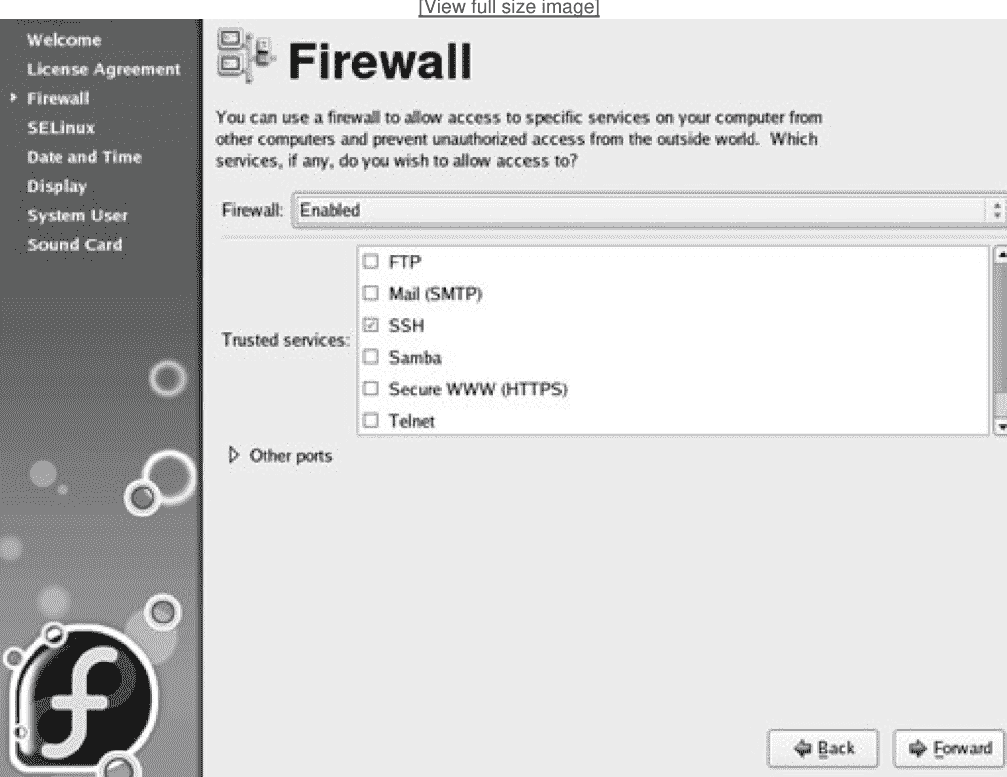 [View full size image]
Welcome
License Agreement
Firewall
SELinux
Date and Time
Display
System User
Sound Card
Firewall
You can use a firewall to allow access to specific services on your computer from
other computers and prevent unauthorized access from the outside world. Which
services, if any, do you wish to allow access to?
Firewall: Enabled
Trusted services:
FTP
Mail (SMTP)
SSH
Samba
Secure WWW (HTTPS)
Telnet
Other ports
Back
Forward